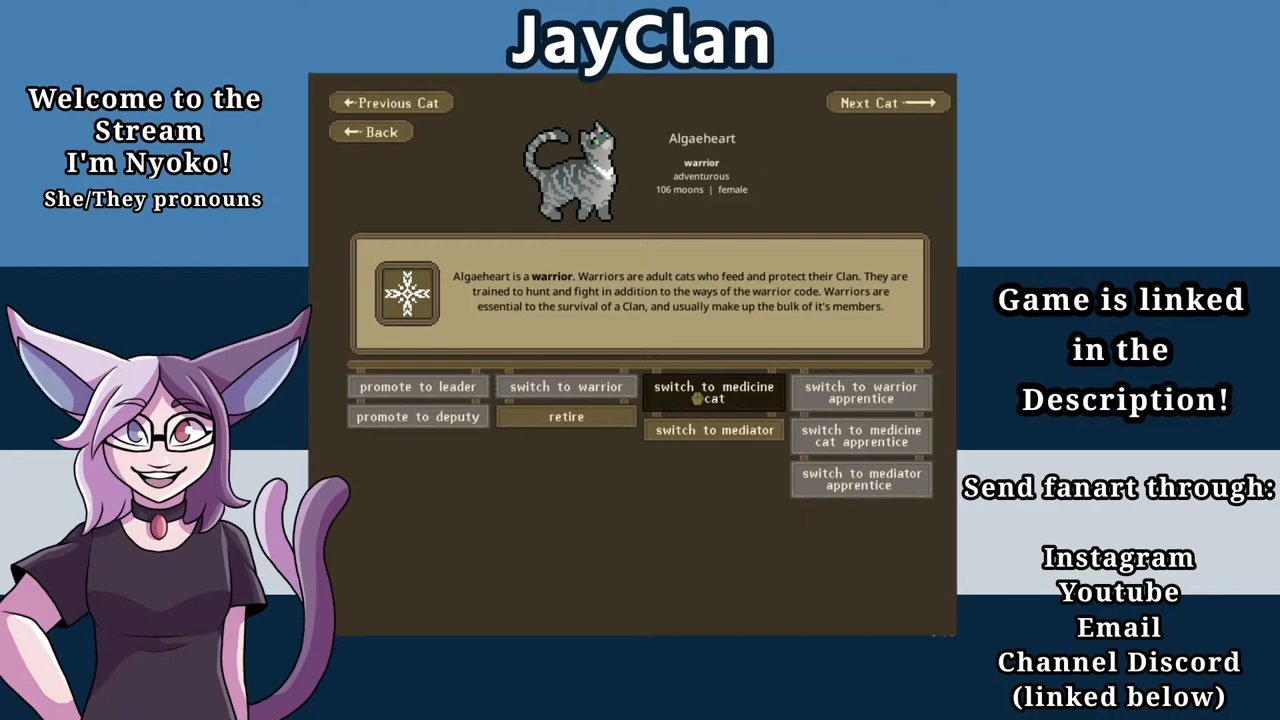 JayClan
Welcome to the
Stream
I'm Nyoko!
She/They pronouns
Previous Cat
Back
Next Cat
Algaeheart
warrior
adventurous
106 moons | female
Algaeheart is a warrior. Warriors are adult cats who feed and protect their Clan. They are
trained to hunt and fight in addition to the ways of the warrior code. Warriors are
essential to the survival of a Clan, and usually make up the bulk of it's members.
promote to leader
promote to deputy
switch to warrior
retire
switch to medicine
cat
switch to mediator
switch to warrior
apprentice
switch to medicine
cat apprentice
switch to mediator
apprentice
Game is linked
in the
Description!
Send fanart through:
Instagram
Youtube
Email
Channel Discord
(linked below)